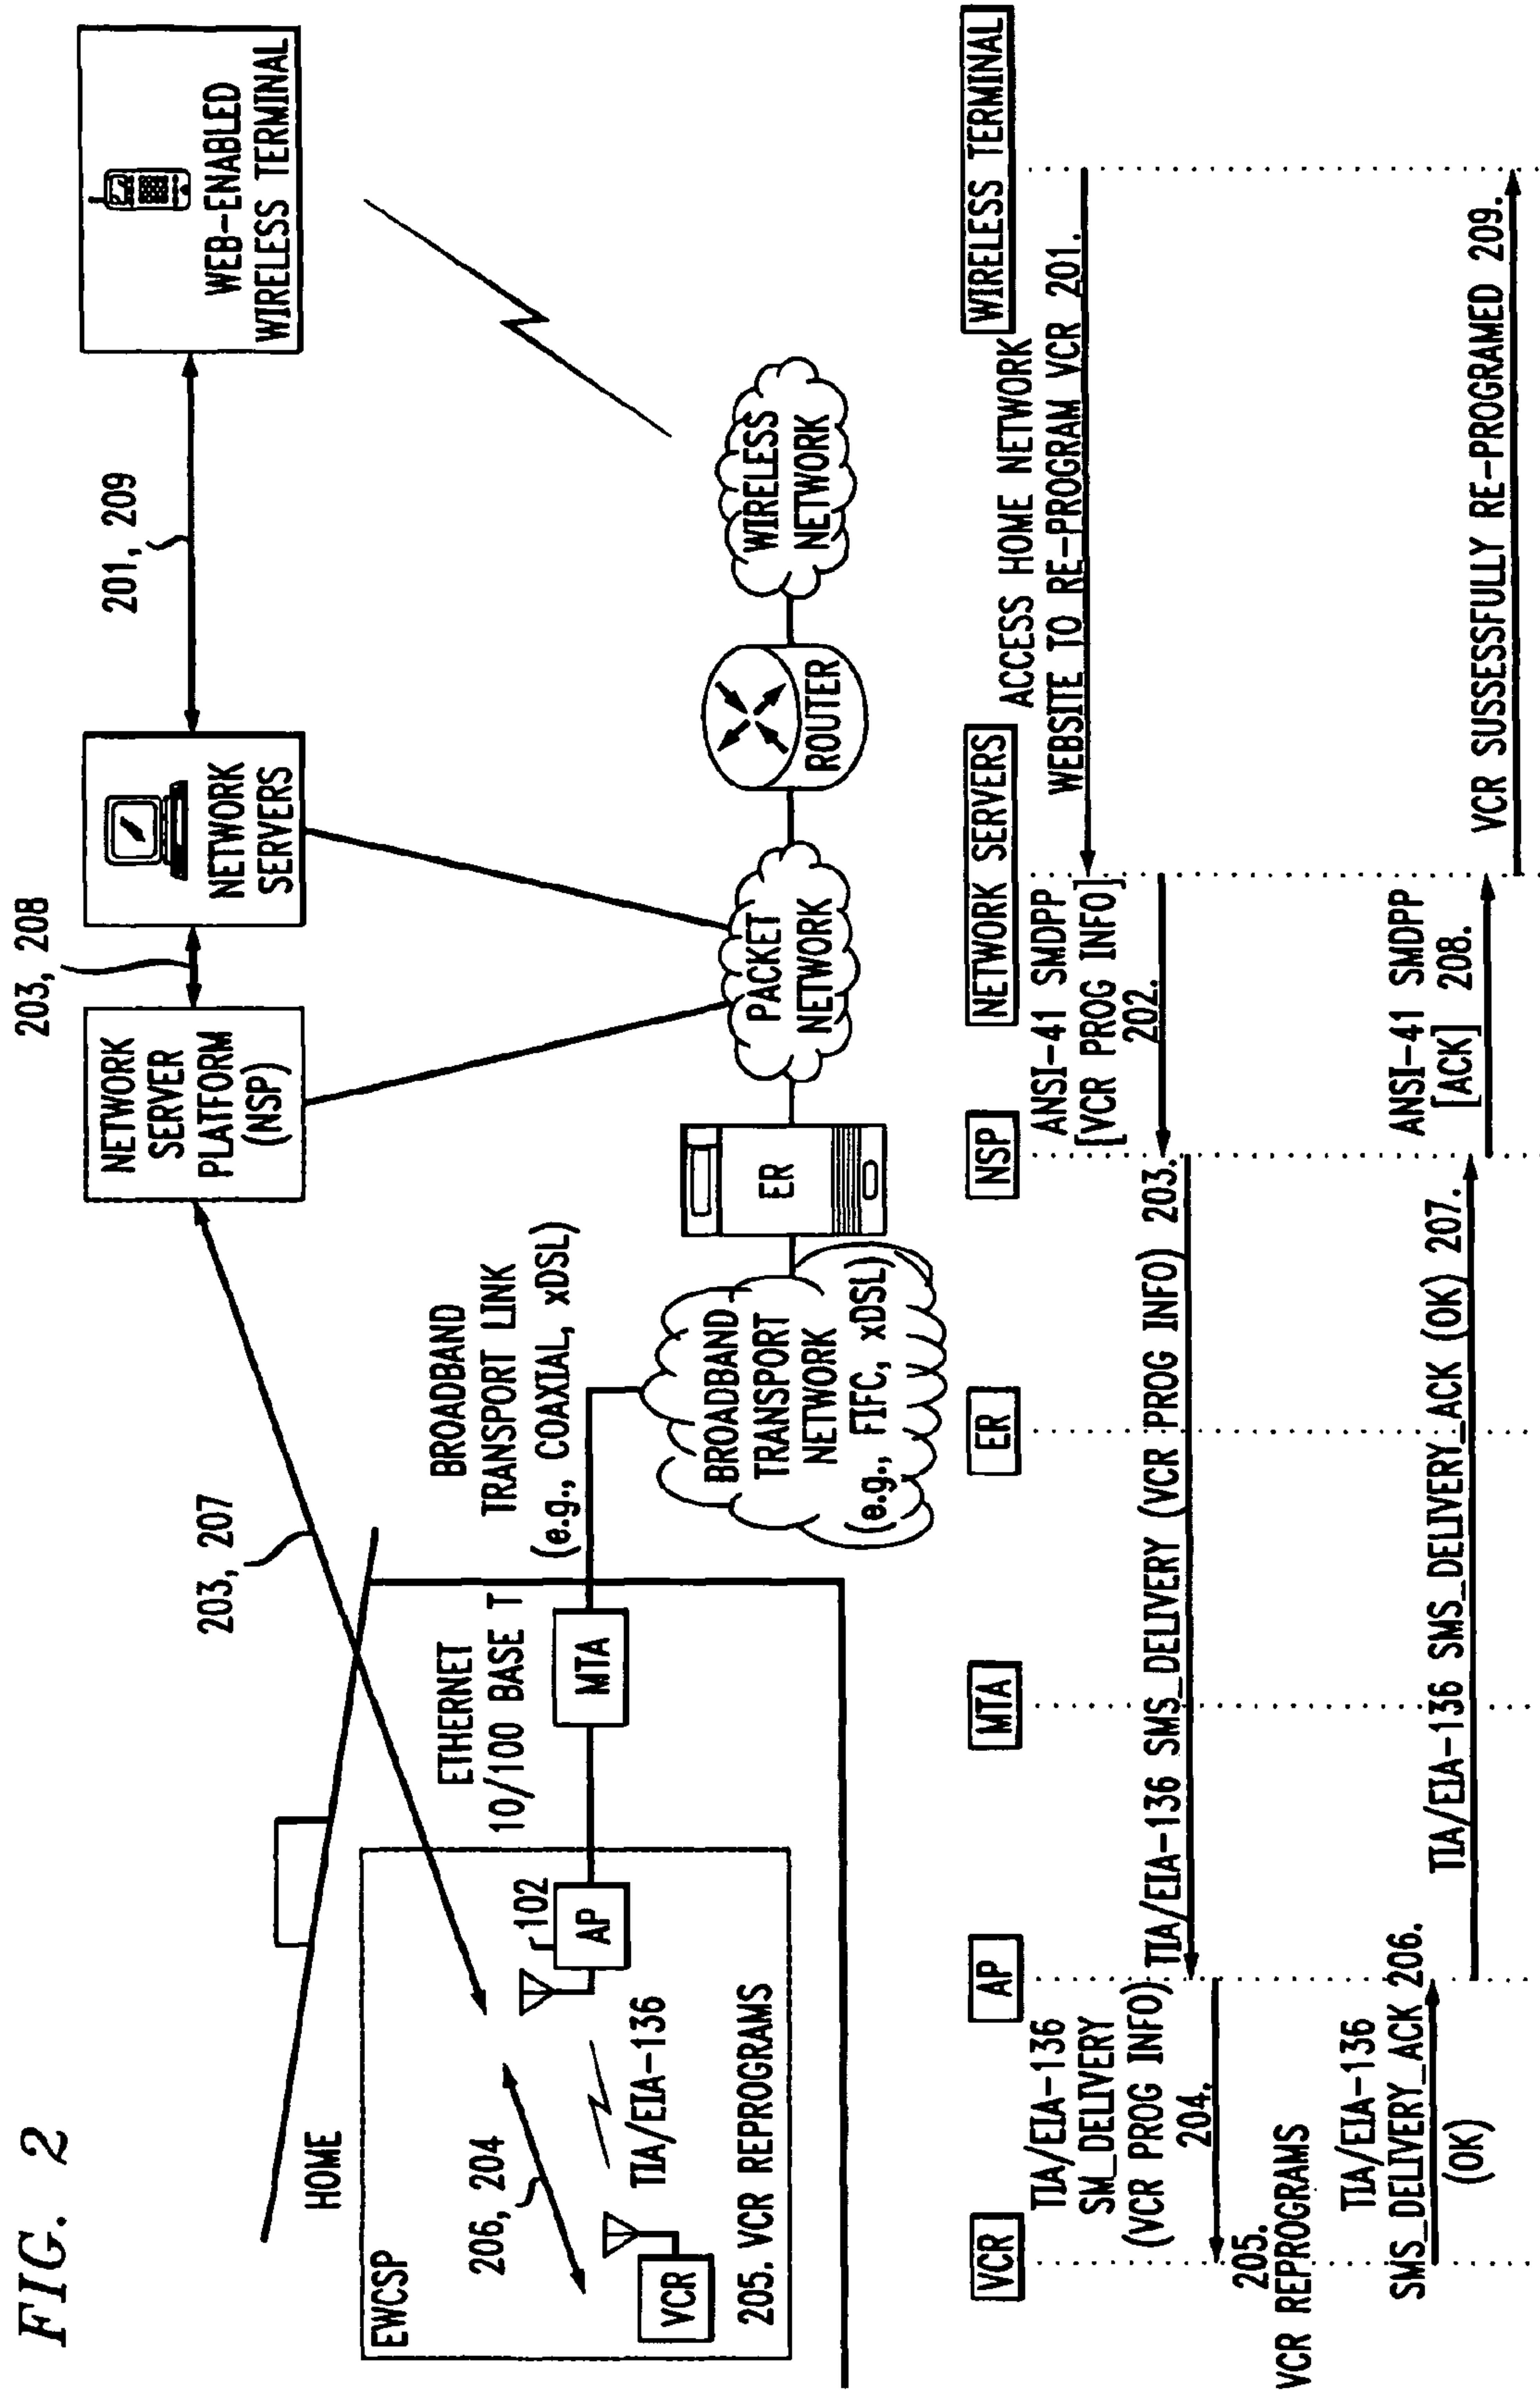 FIG. 2
203, 208
201, 209
203, 207
NETWORK
SERVER
PLATFORM
(NSP)
NETWORK
SERVERS
WEB-ENABLED
WIRELESS TERMINAL
HOME
EWCSP
206, 204
VCR
TIA/EIA-136
205. VCR REPROGRAMS
102
AP
ETHERNET
10/100 BASE T
MTA
BROADBAND
TRANSPORT LINK
(e.g., COAXIAL, xDSL)
BROADBAND
TRANSPORT
NETWORK
(e.g., FIFC, xDSL)
ER
PACKET
NETWORK
ROUTER
WIRELESS
NETWORK
VCR
AP
MTA
ER
NSP
NETWORK SERVERS
WIRELESS TERMINAL
ACCESS HOME NETWORK
WEBSITE TO RE-PROGRAM VCR 201.
ANSI-41 SMDPP
[VCR PROG INFO]
202.
TIA/EIA-136 SMS_DELIVERY (VCR PROG INFO) 203.
TIA/EIA-136
SM_DELIVERY
(VCR PROG INFO)
204.
205.
VCR REPROGRAMS
TIA/EIA-136
SMS_DELIVERY_ACK 206.
(OK)
TIA/EIA-136 SMS_DELIVERY_ACK (OK) 207.
ANSI-41 SMDPP
[ACK] 208.
VCR SUSSESSFULLY RE-PROGRAMED 209.